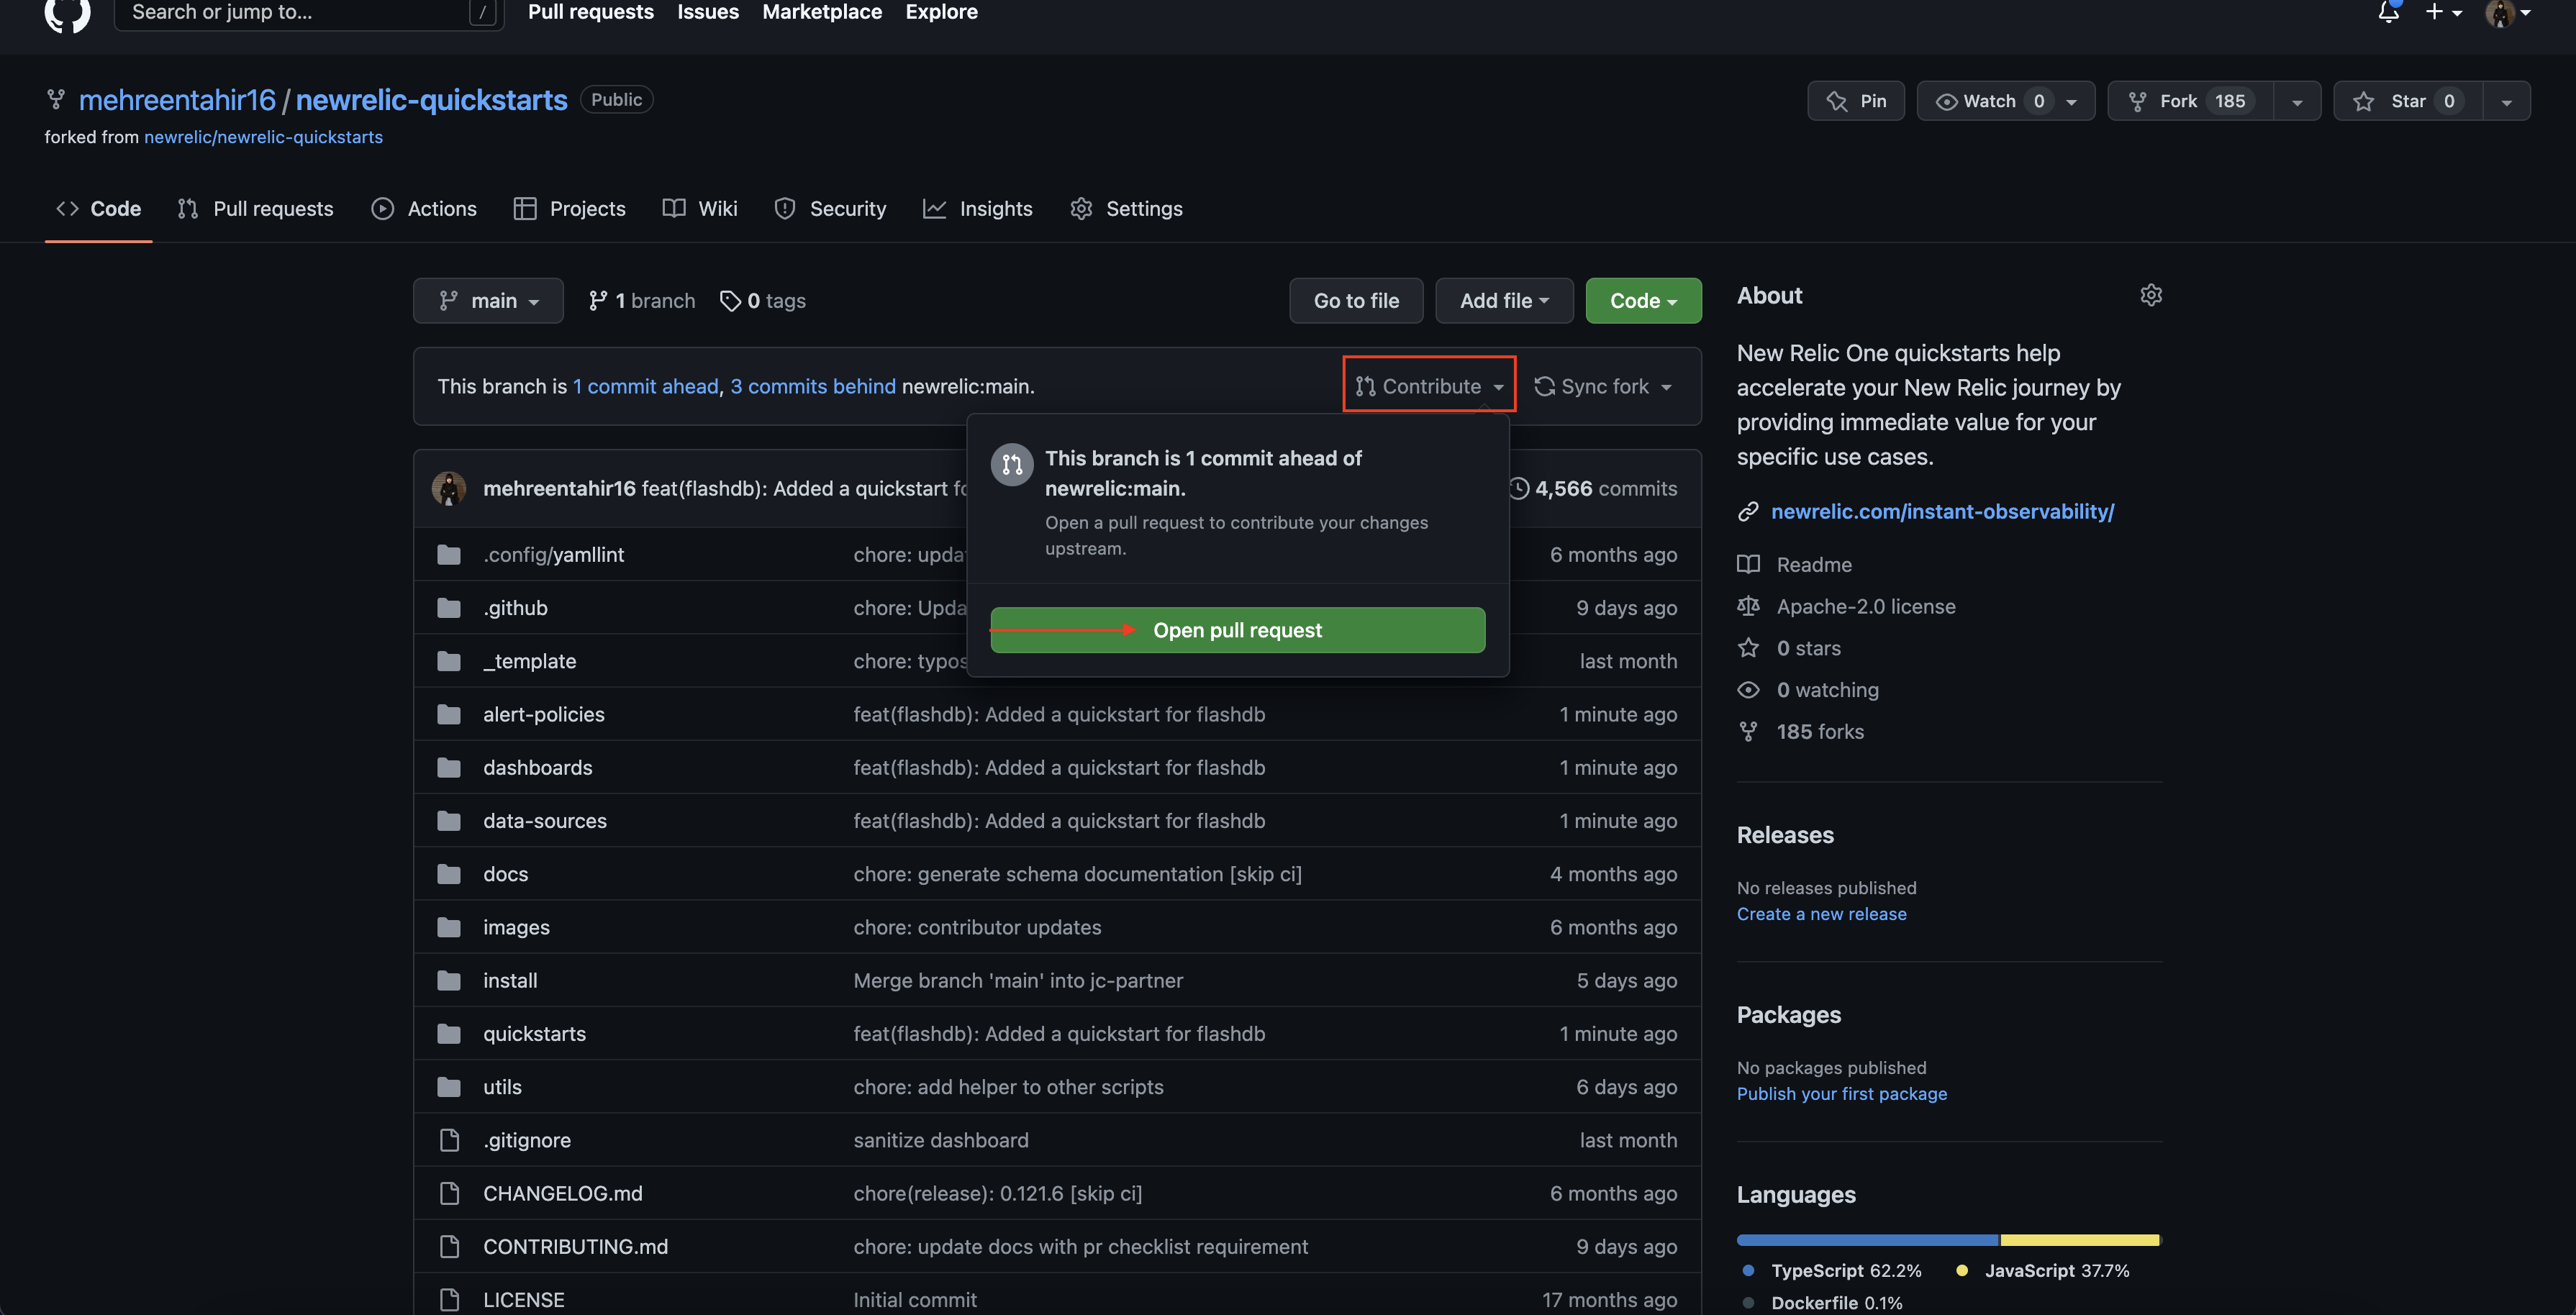 Search or jump to... /
Pull requests Issues Marketplace Explore
mehreentahir16 / newrelic-quickstarts Public
Pin Watch 0 Fork 185 Star 0
forked from newrelic/newrelic-quickstarts
Code Pull requests Actions Projects Wiki Security Insights Settings
main 1 branch 0 tags Go to file Add file Code
This branch is 1 commit ahead, 3 commits behind newrelic:main. Contribute Sync fork
This branch is 1 commit ahead of
newrelic:main.
Open a pull request to contribute your changes
upstream.
Open pull request
mehreentahir16 feat(flashdb): Added a quickstart 4,566 commits
.config/yamllint chore: 6 months ago
.github chore: 9 days ago
_template chore: typos last month
alert-policies feat(flashdb): Added a quickstart for flashdb 1 minute ago
dashboards feat(flashdb): Added a quickstart for flashdb 1 minute ago
data-sources feat(flashdb): Added a quickstart for flashdb 1 minute ago
docs chore: generate schema documentation [skip ci] 4 months ago
images chore: contributor updates 6 months ago
install Merge branch 'main' into jc-partner 5 days ago
quickstarts feat(flashdb): Added a quickstart for flashdb 1 minute ago
utils chore: add helper to other scripts 6 days ago
.gitignore sanitize dashboard last month
CHANGELOG.md chore(release): 0.121.6 [skip ci] 6 months ago
CONTRIBUTING.md chore: update docs with pr checklist requirement 9 days ago
LICENSE Initial commit 17 months ago
About
New Relic One quickstarts help
accelerate your New Relic journey by
providing immediate value for your
specific use cases.
newrelic.com/instant-observability/
Readme
Apache-2.0 license
0 stars
0 watching
185 forks
Releases
No releases published
Create a new release
Packages
No packages published
Publish your first package
Languages
TypeScript 62.2% JavaScript 37.7%
Dockerfile 0.1%